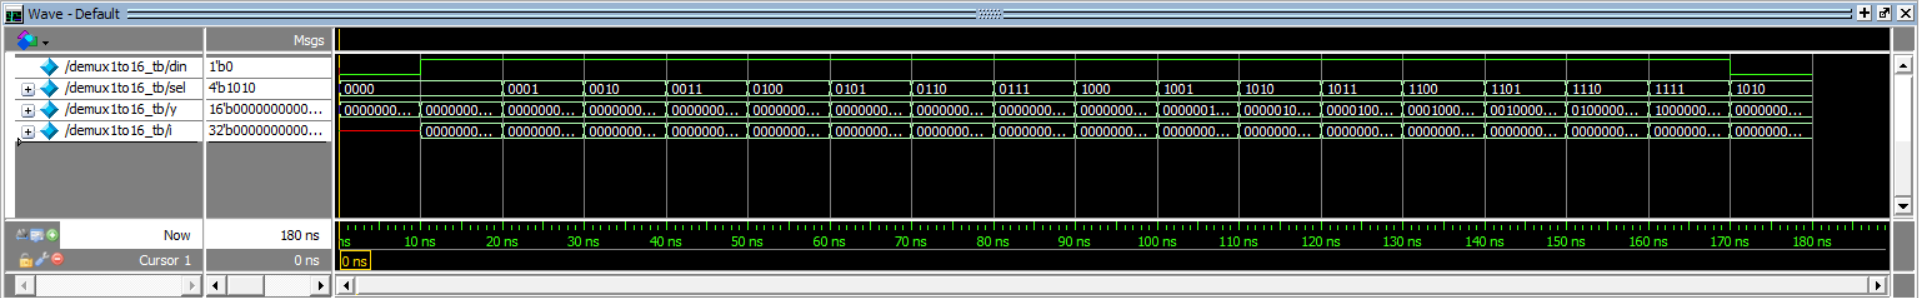 Wave - Default
Msgs
/demux1to16_tb/din 1'b0
/demux1to16_tb/sel 4'b1010 0000 0001 0010 0011 0100 0101 0110 0111 1000 1001 1010 1011 1100 1101 1110 1111 1010
/demux1to16_tb/y 16'b0000000000... 0000000... 0000000... 0000000... 0000000... 0000000... 0000000... 0000000... 0000000... 0000000... 0000000... 0000001... 0000010... 0000100... 0001000... 0010000... 0100000... 1000000... 0000000...
/demux1to16_tb/i 32'b0000000000... 0000000... 0000000... 0000000... 0000000... 0000000... 0000000... 0000000... 0000000... 0000000... 0000000... 0000000... 0000000... 0000000... 0000000... 0000000... 0000000... 0000000...
Now 180 ns ns 10 ns 20 ns 30 ns 40 ns 50 ns 60 ns 70 ns 80 ns 90 ns 100 ns 110 ns 120 ns 130 ns 140 ns 150 ns 160 ns 170 ns 180 ns
Cursor 1 0 ns 0 ns